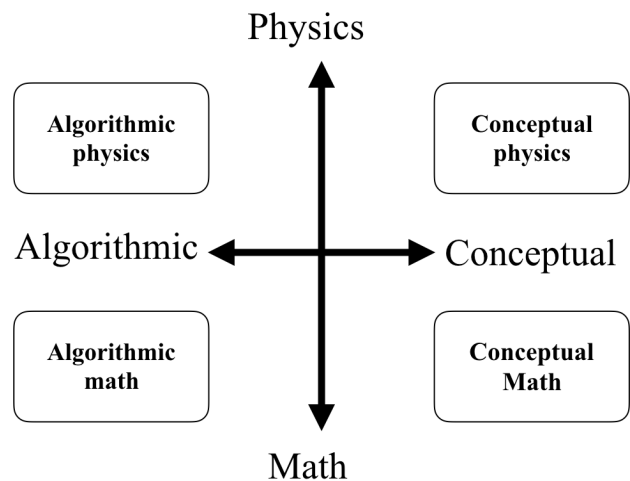 Physics
Algorithmic
physics
Conceptual
physics
Algorithmic
Conceptual
Algorithmic
math
Conceptual
Math
Math